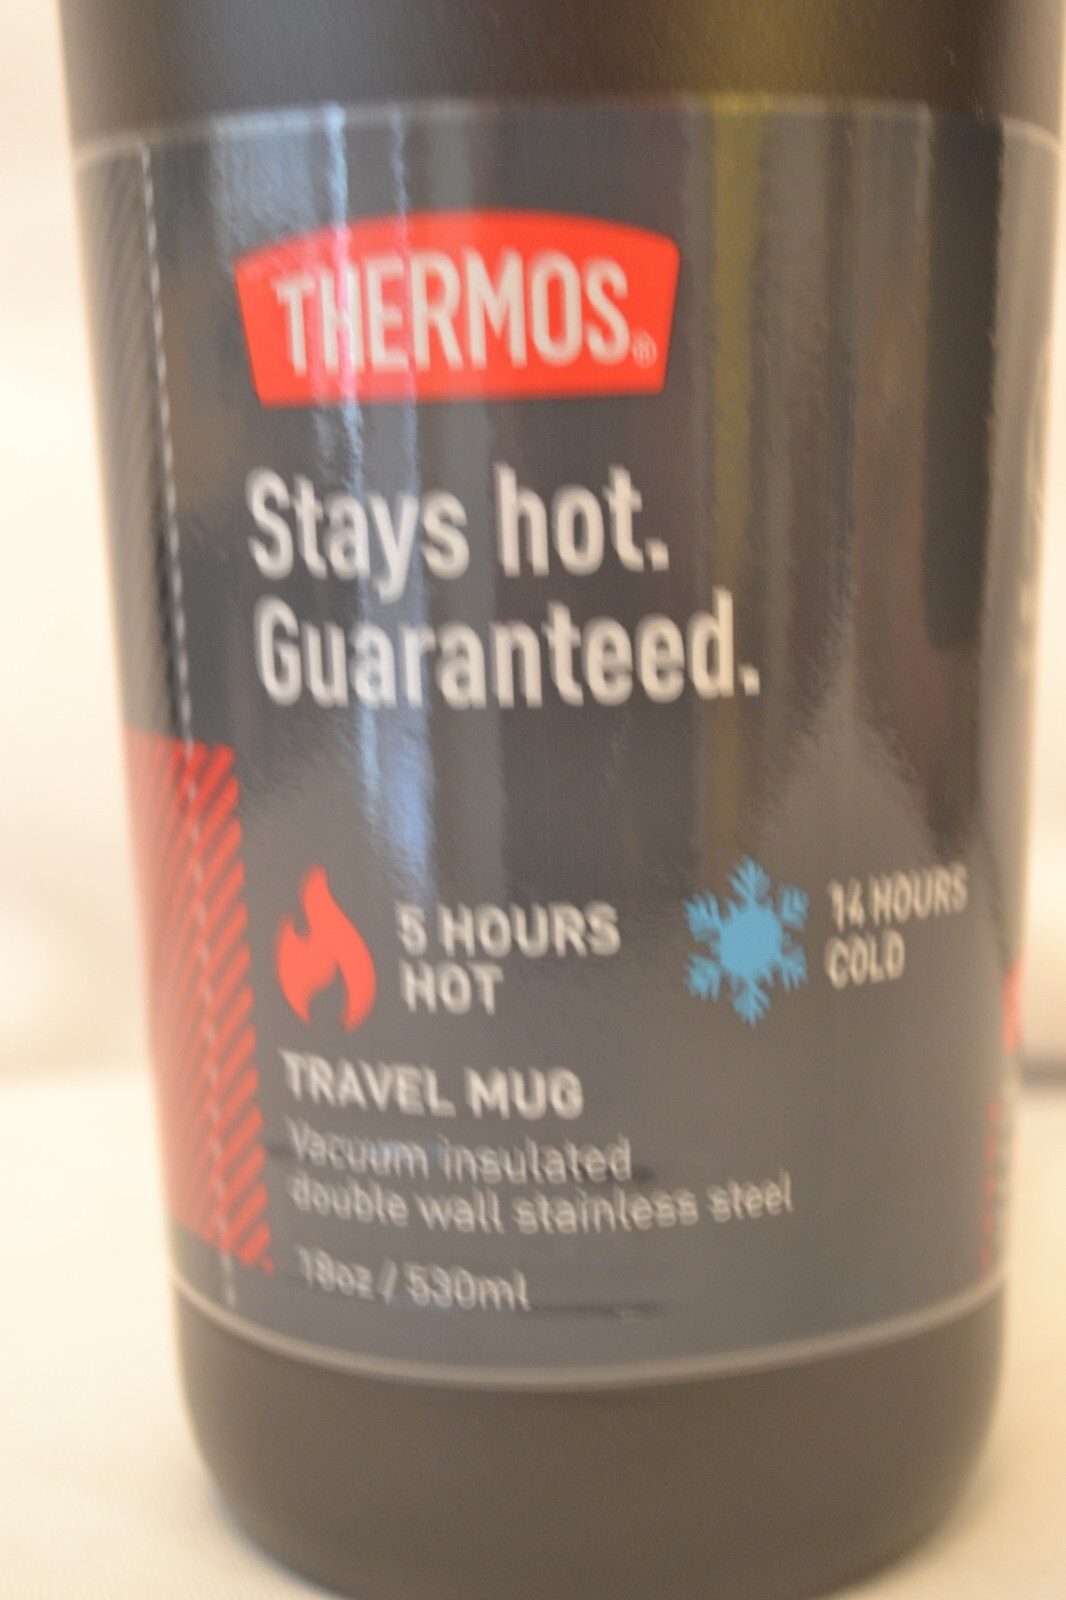 THERMOS®
Stays hot.
Guaranteed.
5 HOURS
HOT
14 HOURS
COLD
TRAVEL MUG
Vacuum insulated
double wall stainless steel
18oz / 530ml